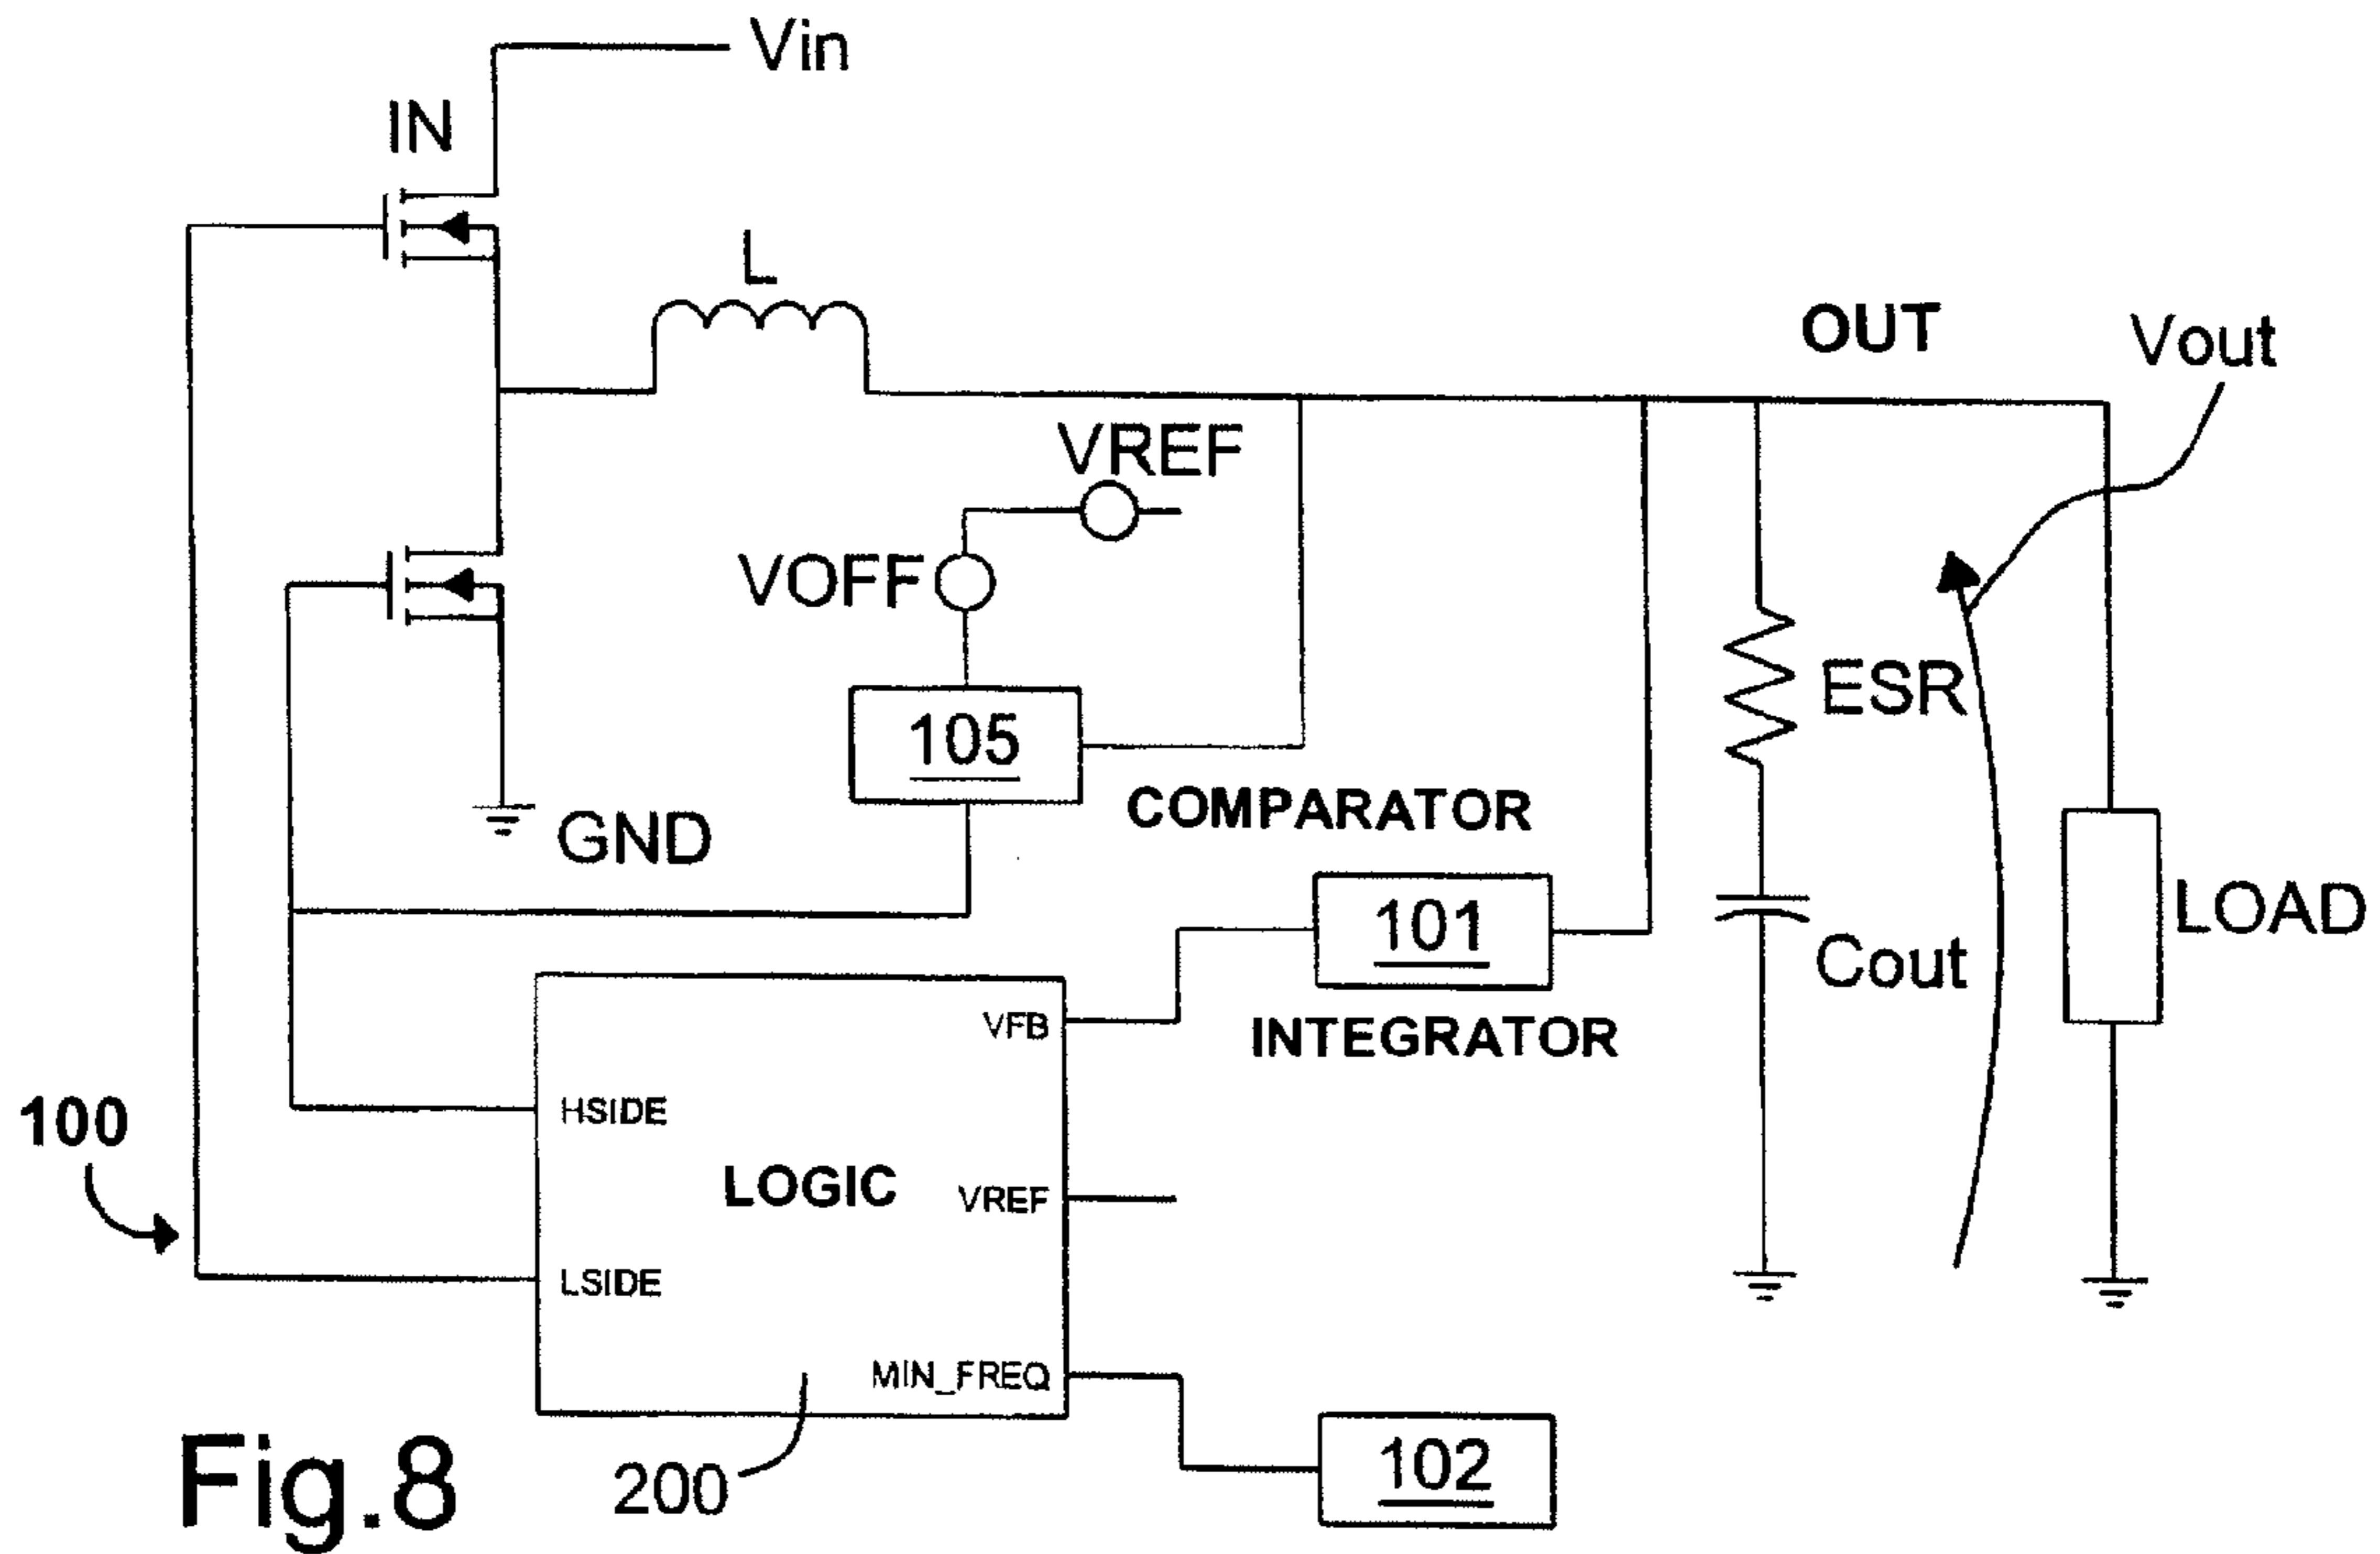 Vin
IN
L
OUT
Vout
VREF
VOFF
105
ESR
COMPARATOR
GND
101
LOAD
Cout
VFB
INTEGRATOR
HSIDE
100
LOGIC
VREF
LSIDE
MIN_FREQ
102
200
Fig.8